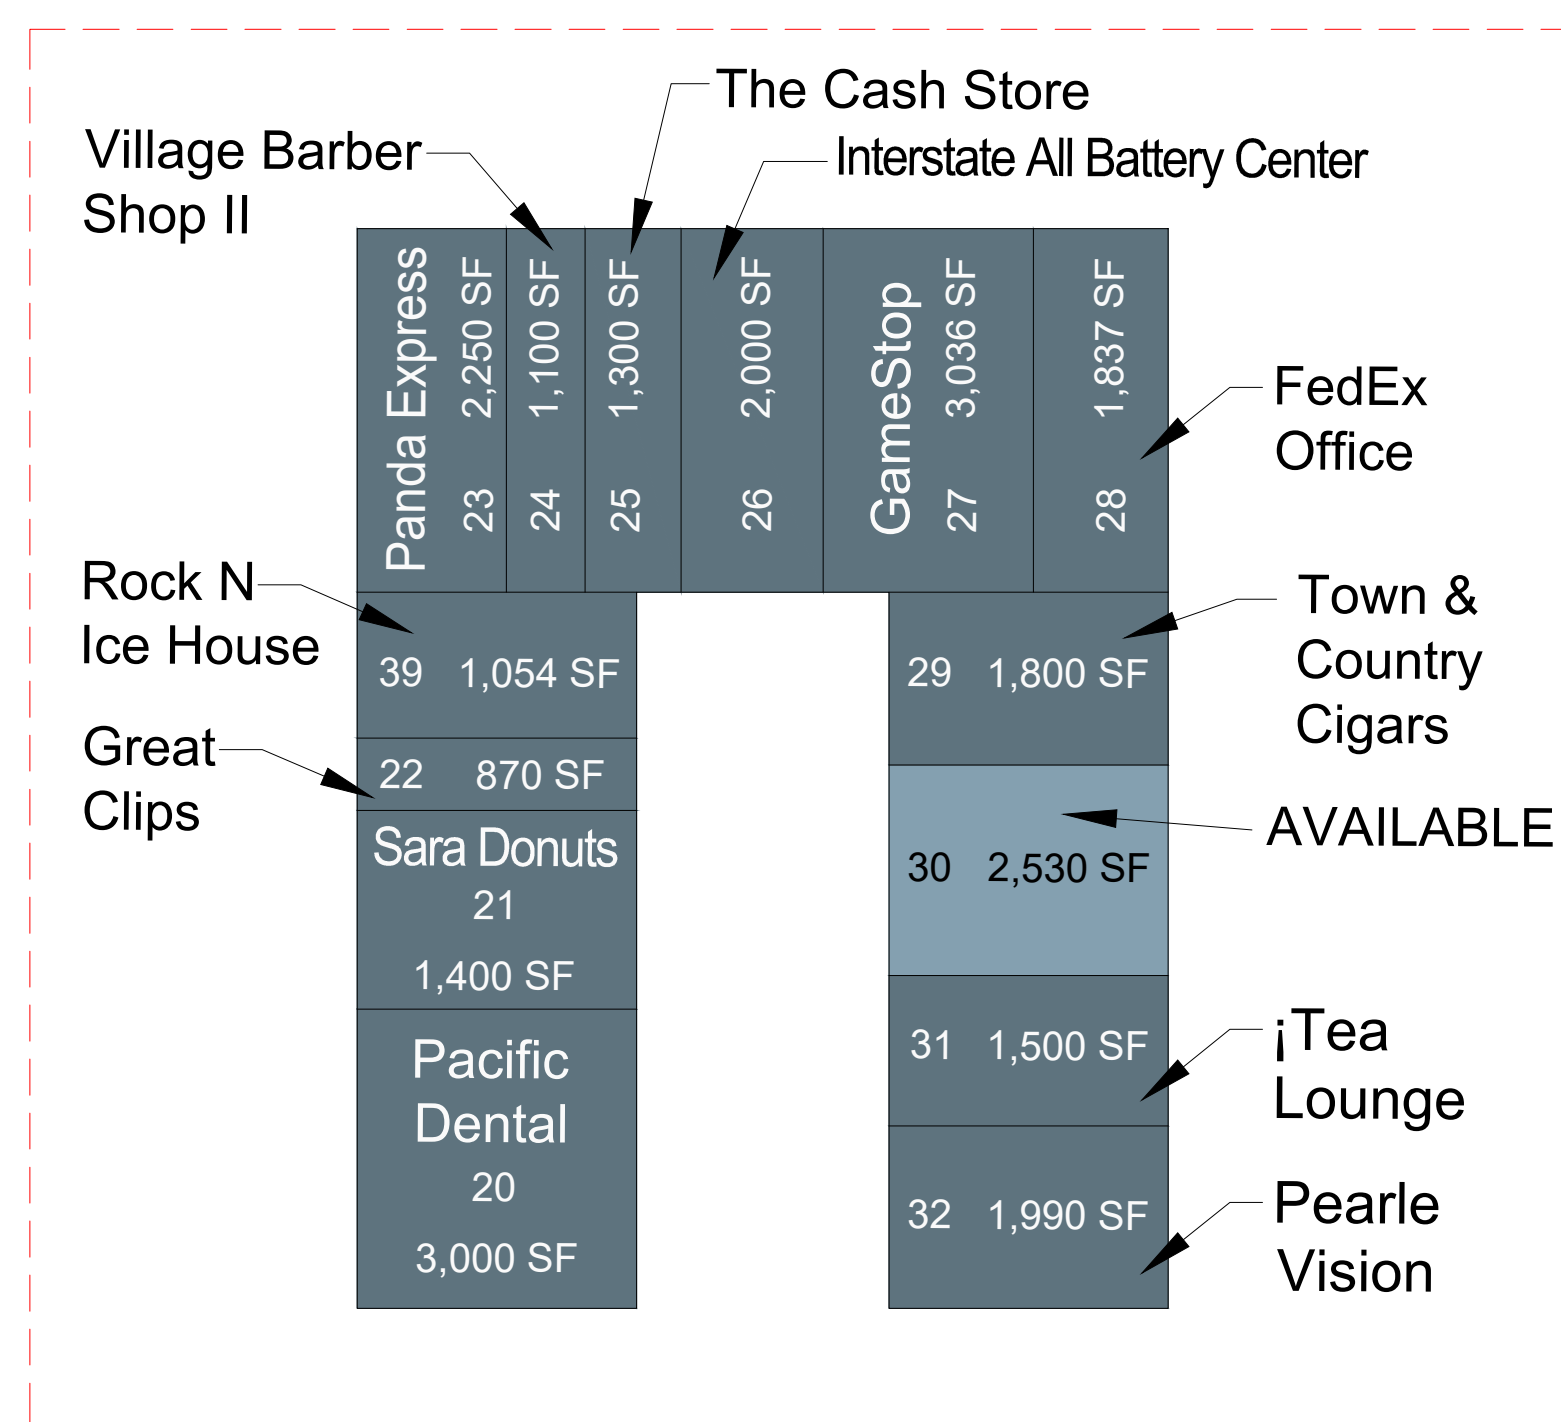 The Cash Store
Village Barber
Shop II
Interstate All Battery Center
Panda Express
23 2,250 SF
24 1,100 SF
25 1,300 SF
26 2,000 SF
GameStop
27 3,036 SF
28 1,837 SF
FedEx
Office
Rock N
Ice House
39 1,054 SF
Great
Clips
22 870 SF
Sara Donuts
21
1,400 SF
Pacific
Dental
20
3,000 SF
29 1,800 SF
Town &
Country
Cigars
30 2,530 SF
AVAILABLE
31 1,500 SF
¡Tea
Lounge
32 1,990 SF
Pearle
Vision